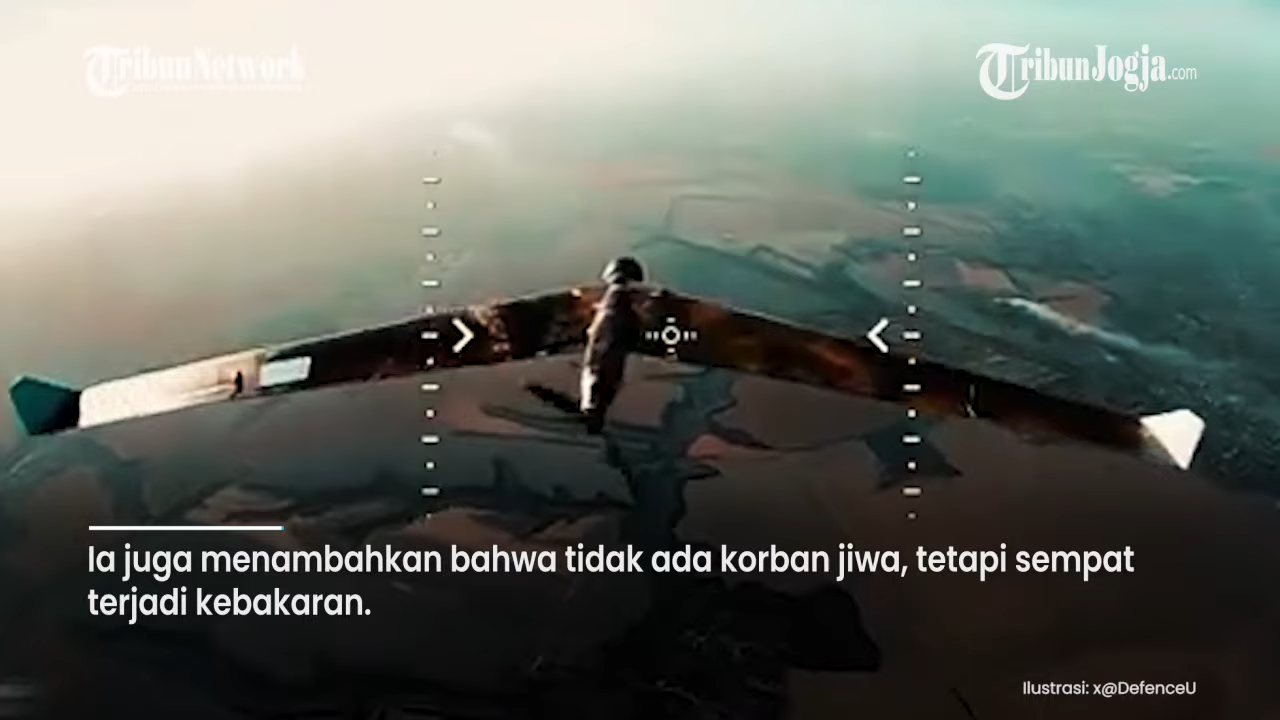 TribunNetwork
TribunJogja.com
Ia juga menambahkan bahwa tidak ada korban jiwa, tetapi sempat
terjadi kebakaran.
Ilustrasi: x@DefenceU